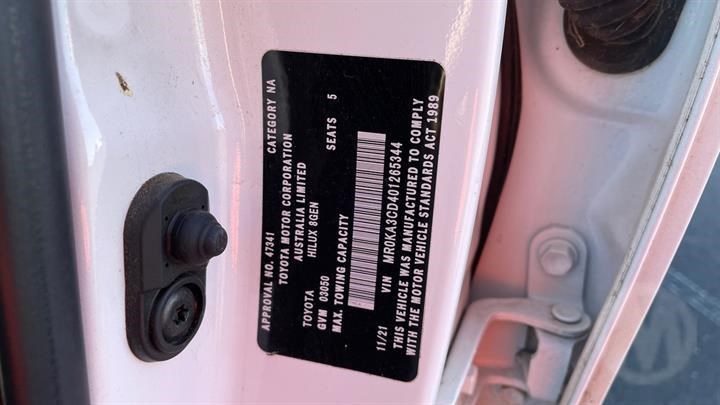 APPROVAL NO. 47341 CATEGORY NA
TOYOTA MOTOR CORPORATION
AUSTRALIA LIMITED
HILUX 8GEN
TOYOTA
GVM 03050 SEATS 5
MAX. TOWING CAPACITY
11/21 VIN MR0KA3CD401265344
THIS VEHICLE WAS MANUFACTURED TO COMPLY
WITH THE MOTOR VEHICLE STANDARDS ACT 1989